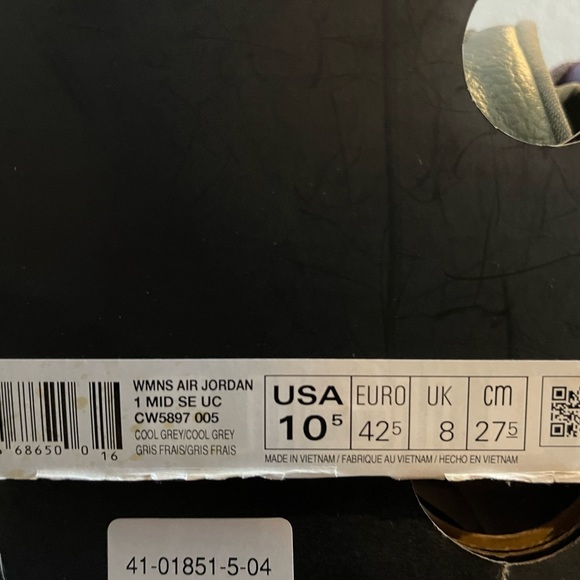 WMNS AIR JORDAN
1 MID SE UC
CW5897 005
COOL GREY/COOL GREY
GRIS FRAIS/GRIS FRAIS
68650 0 16
USA EURO UK cm
10⁵ 42⁵ 8 27⁵
MADE IN VIETNAM / FABRIQUE AU VIETNAM / HECHO EN VIETNAM
41-01851-5-04